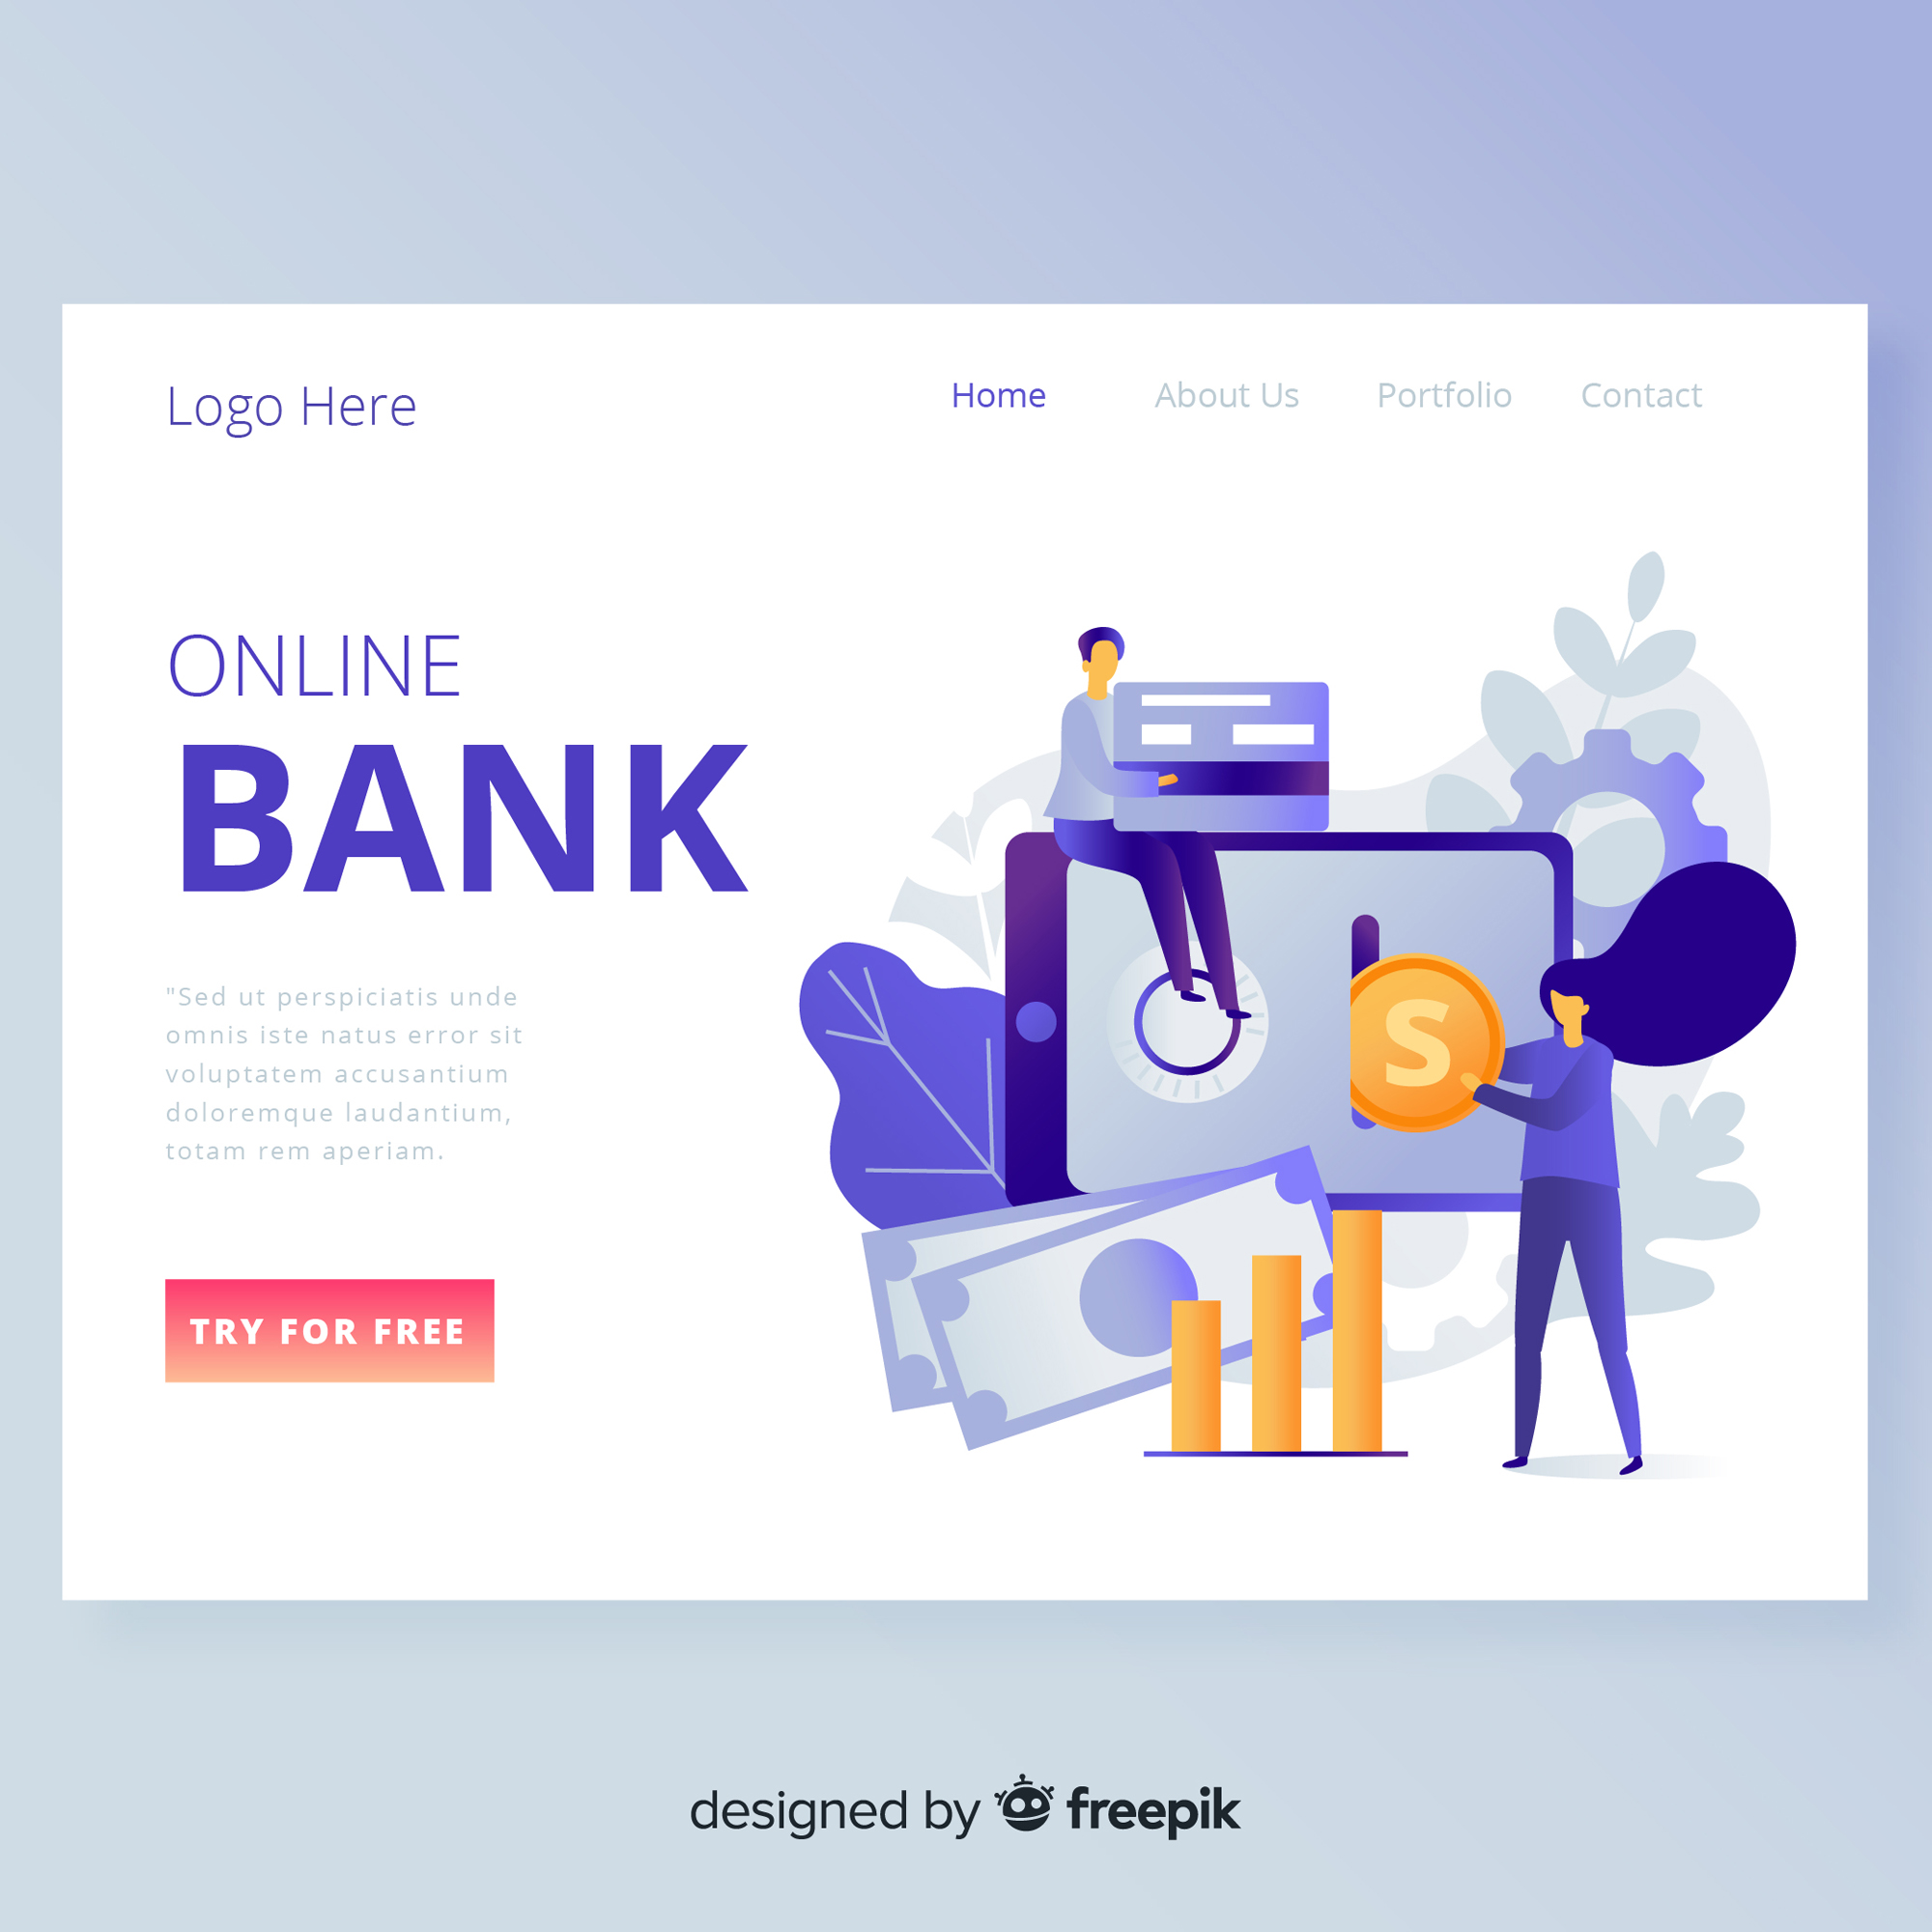 Logo Here
Home About Us Portfolio Contact
ONLINE
BANK
"Sed ut perspiciatis unde
omnis iste natus error sit
voluptatem accusantium
doloremque laudantium,
totam rem aperiam.
TRY FOR FREE
S
designed by freepik